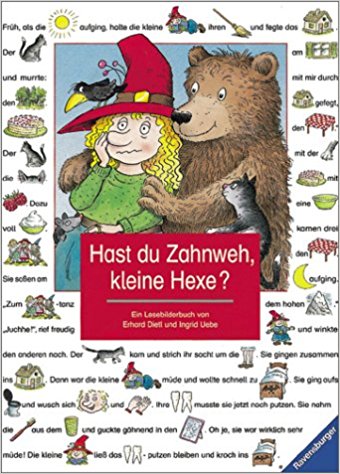 Früh, als die aufging, holte die kleine ihren und fegte das
Der am mit mir durch
und murrte:
den gefegt,
den den
Der mit der
die
Dozu eine
voll kamen drei
den den
Sie soßen am aufging.
„Zum -tanz dem hohen .“
„Juchhe!“, rief freudig und winkte
Hast du Zahnweh,
kleine Hexe?
Ein Lesebilderbuch von
Erhard Dietl und Ingrid Uebe
den anderen nach. Der kam und strich ihr sacht um die . Sie gingen zusammen
ins . Dann war die kleine müde und wollte schnell zu . Sie ging aufs
und wusch sich und . Ihre musste sie jetzt noch putzen. Sie nahm
die aus dem und guckte gähnend in den . Oh je, sie war wirklich sehr
müde! Die kleine ließ das - putzen bleiben und kroch ins
Ravensburger